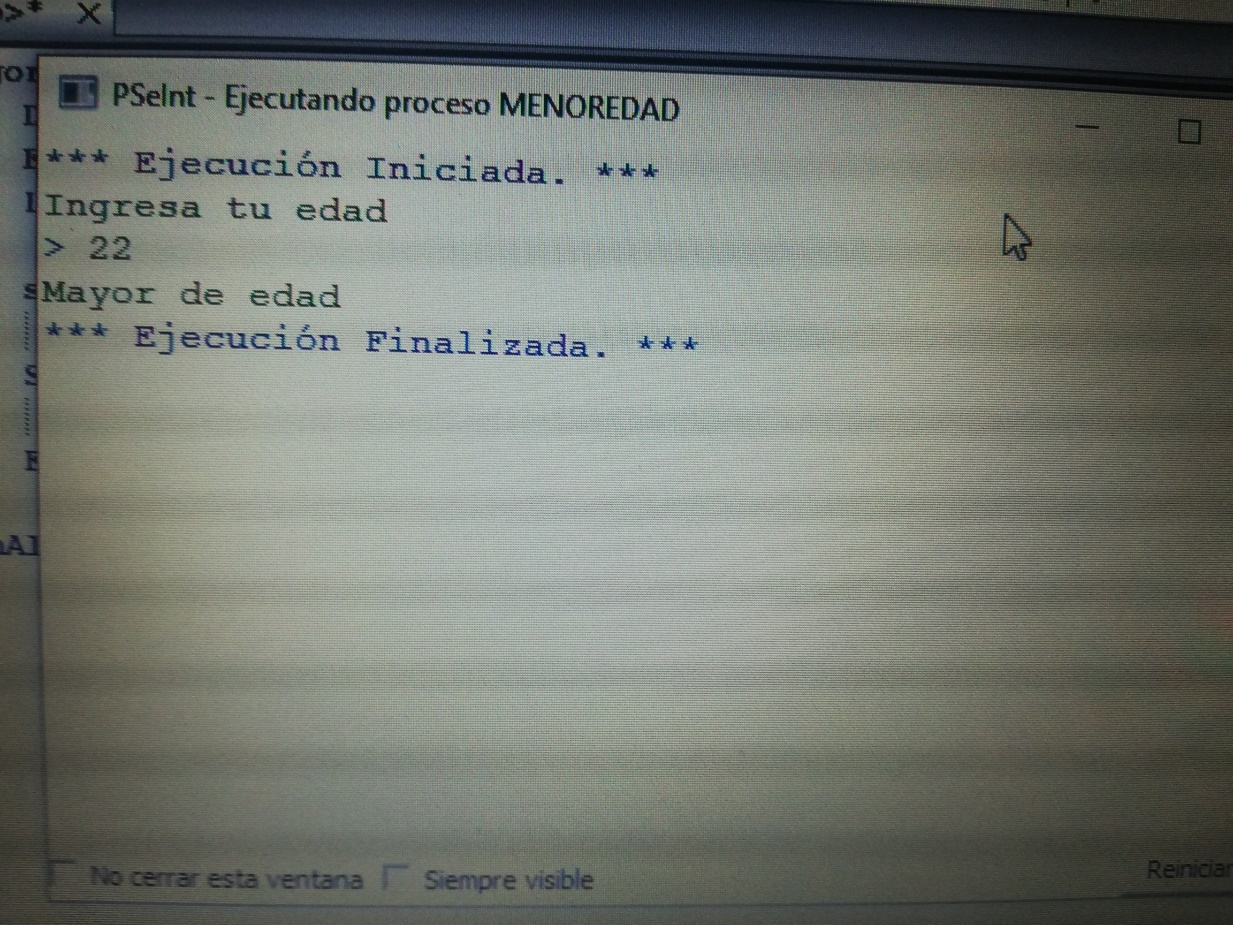 PSeInt - Ejecutando proceso MENOREDAD
*** Ejecución Iniciada. ***
Ingresa tu edad
> 22
Mayor de edad
*** Ejecución Finalizada. ***
No cerrar esta ventana
Siempre visible
Reiniciar